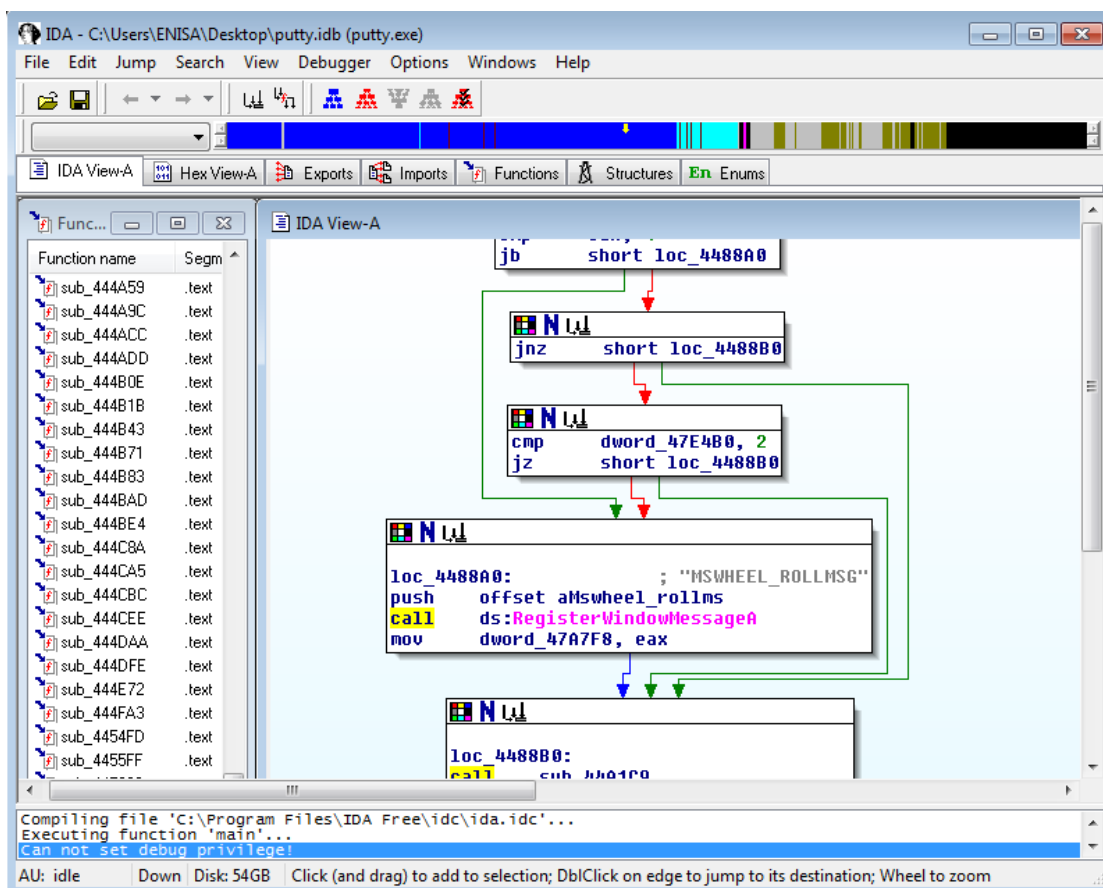 IDA - C:\Users\ENISA\Desktop\putty.idb (putty.exe)
File Edit Jump Search View Debugger Options Windows Help
IDA View-A Hex View-A Exports Imports Functions Structures En Enums
Func... IDA View-A
Function name Segm
sub_444A59 .text
sub_444A9C .text
sub_444ACC .text
sub_444ADD .text
sub_444B0E .text
sub_444B1B .text
sub_444B43 .text
sub_444B71 .text
sub_444B83 .text
sub_444BAD .text
sub_444BE4 .text
sub_444C8A .text
sub_444CA5 .text
sub_444CBC .text
sub_444CEE .text
sub_444DAA .text
sub_444DFE .text
sub_444E72 .text
sub_444FA3 .text
sub_4454FD .text
sub_4455FF .text
jb short loc_4488A0
jnz short loc_4488B0
cmp dword_47E4B0, 2
jz short loc_4488B0
loc_4488A0: ; "MSWHEEL_ROLLMSG"
push offset aMswheel_rollms
call ds:RegisterWindowMessageA
mov dword_47A7F8, eax
loc_4488B0:
call sub_44A1C9
Compiling file 'C:\Program Files\IDA Free\idc\ida.idc'...
Executing function 'main'...
Can not set debug privilege!
AU: idle Down Disk: 54GB Click (and drag) to add to selection; DblClick on edge to jump to its destination; Wheel to zoom